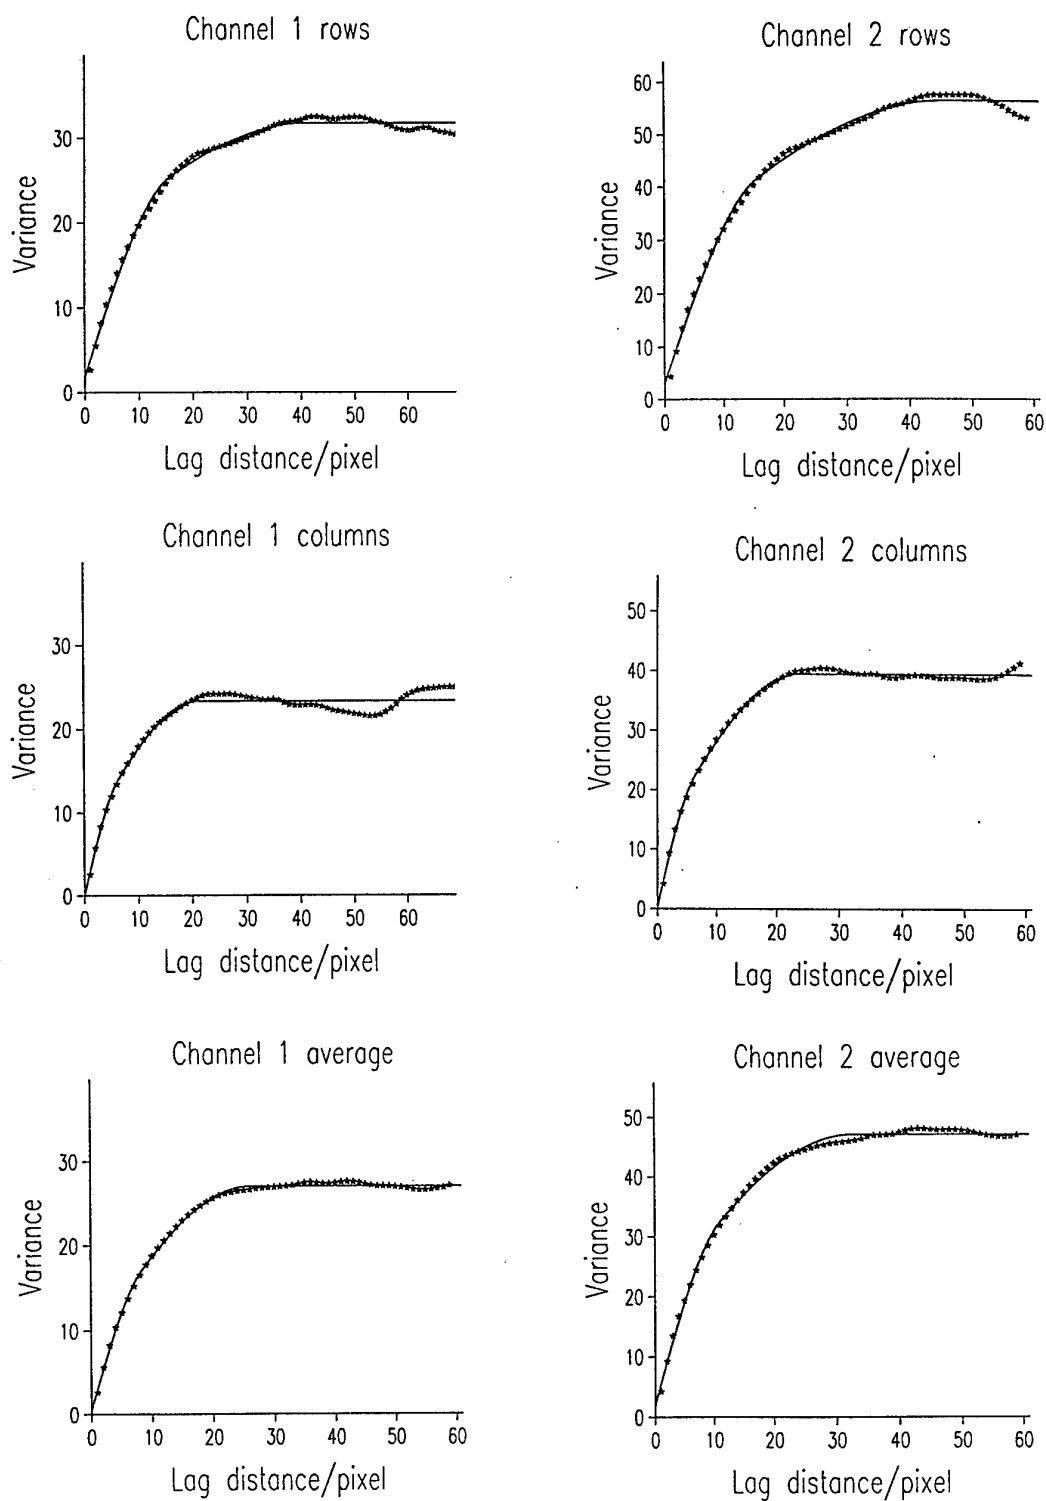 Channel 1 rows
Variance
30
20
10
0
0 10 20 30 40 50 60
Lag distance/pixel
Channel 2 rows
Variance
60
50
40
30
20
10
0
0 10 20 30 40 50 60
Lag distance/pixel
Channel 1 columns
Variance
30
20
10
0
0 10 20 30 40 50 60
Lag distance/pixel
Channel 2 columns
Variance
50
40
30
20
10
0
0 10 20 30 40 50 60
Lag distance/pixel
Channel 1 average
Variance
30
20
10
0
0 10 20 30 40 50 60
Lag distance/pixel
Channel 2 average
Variance
50
40
30
20
10
0
0 10 20 30 40 50 60
Lag distance/pixel